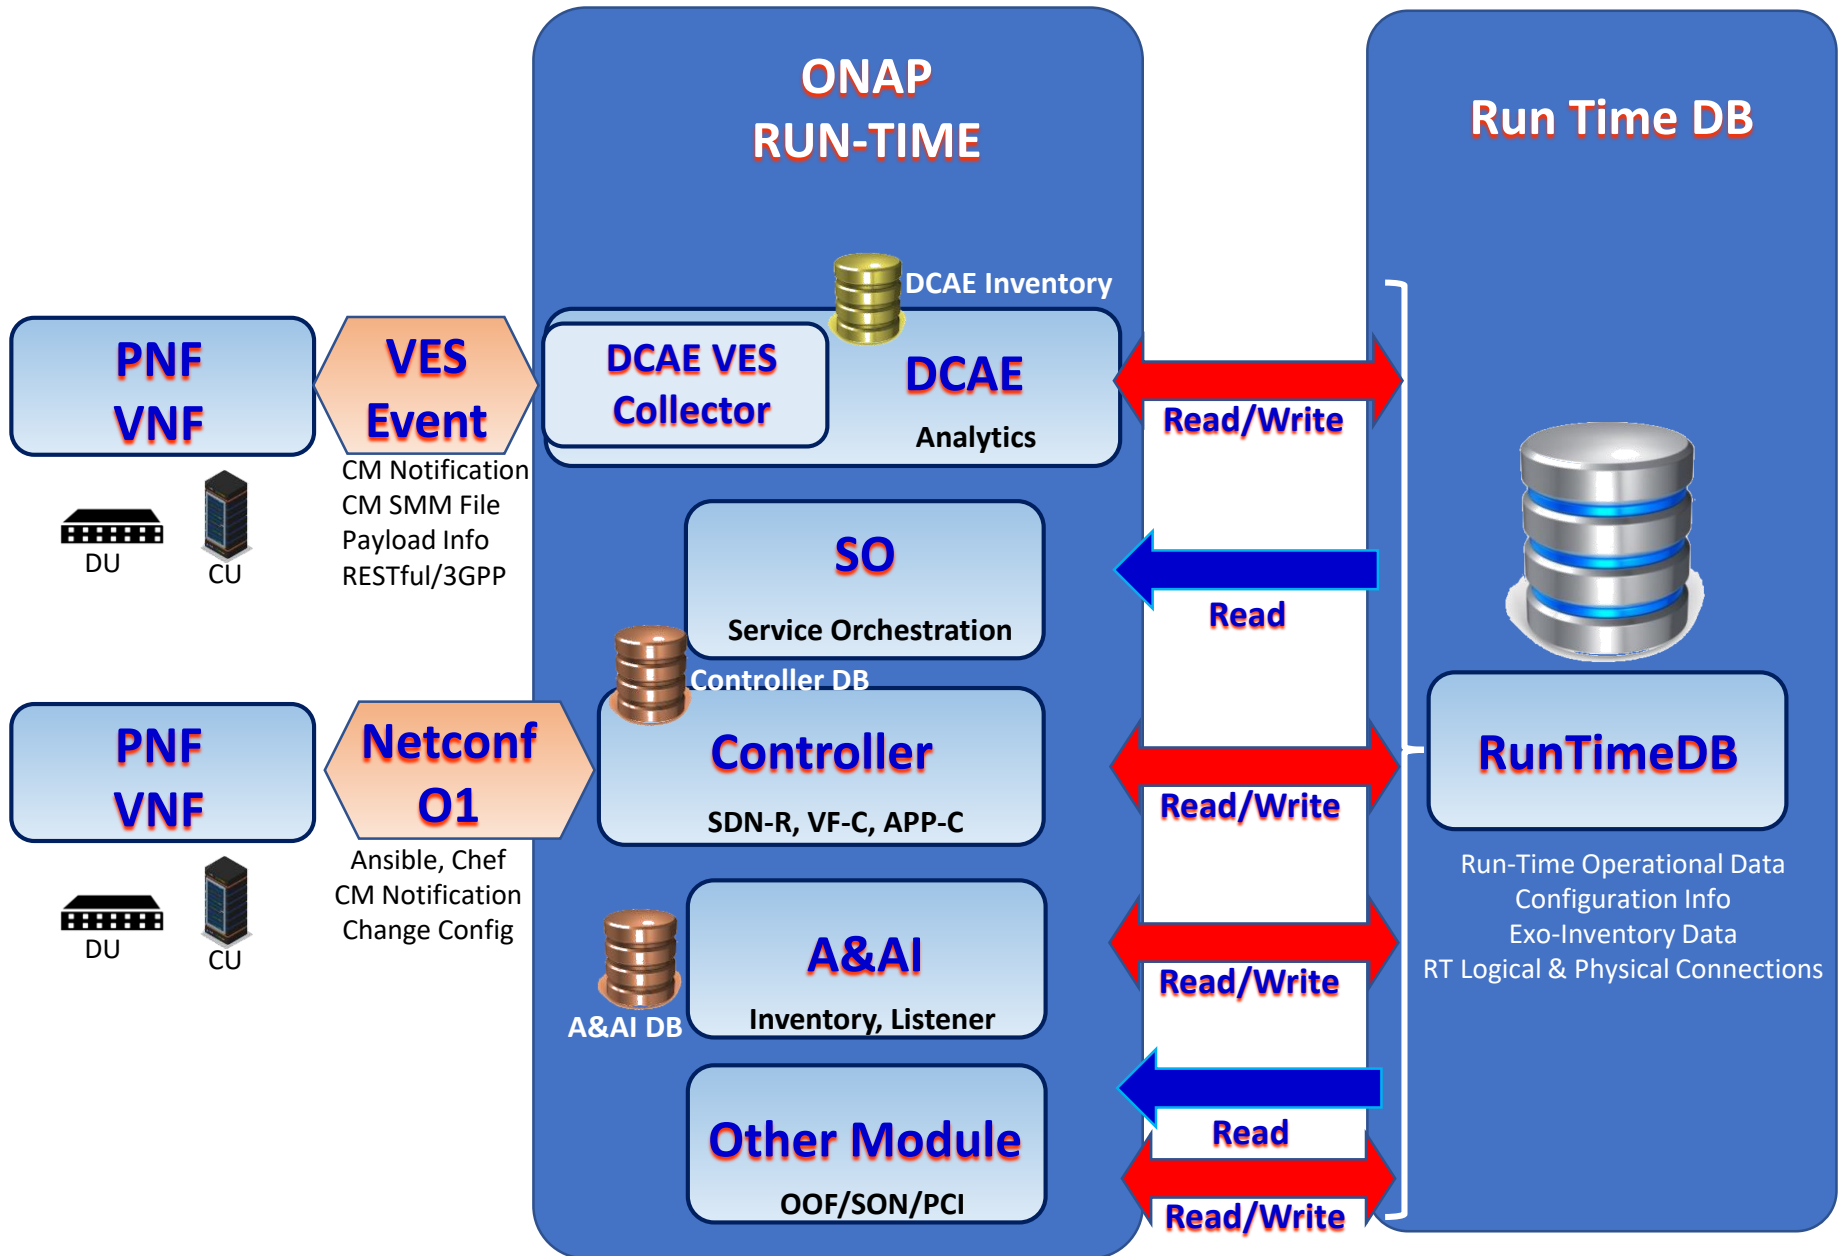 ONAP
RUN-TIME
Run Time DB
DCAE Inventory
PNF
VNF
VES
Event
DCAE VES
Collector
DCAE
Analytics
Read/Write
CM Notification
CM SMM File
Payload Info
RESTful/3GPP
DU
CU
SO
Service Orchestration
Read
Controller DB
PNF
VNF
Netconf
O1
Controller
SDN-R, VF-C, APP-C
Read/Write
RunTimeDB
Ansible, Chef
CM Notification
Change Config
DU
CU
Run-Time Operational Data
Configuration Info
Exo-Inventory Data
RT Logical & Physical Connections
A&AI
Inventory, Listener
A&AI DB
Read/Write
Other Module
OOF/SON/PCI
Read
Read/Write